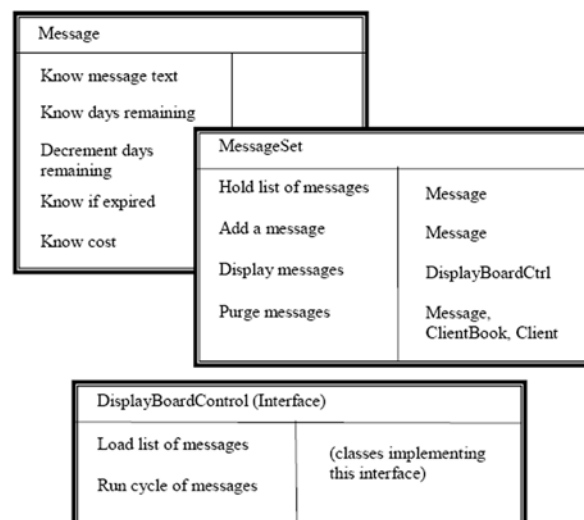 Message
Know message text
Know days remaining
Decrement days
remaining
Know if expired
Know cost
MessageSet
Hold list of messages
Message
Add a message
Message
Display messages
DisplayBoardCtrl
Purge messages
Message,
ClientBook, Client
DisplayBoardControl (Interface)
Load list of messages
(classes implementing
this interface)
Run cycle of messages